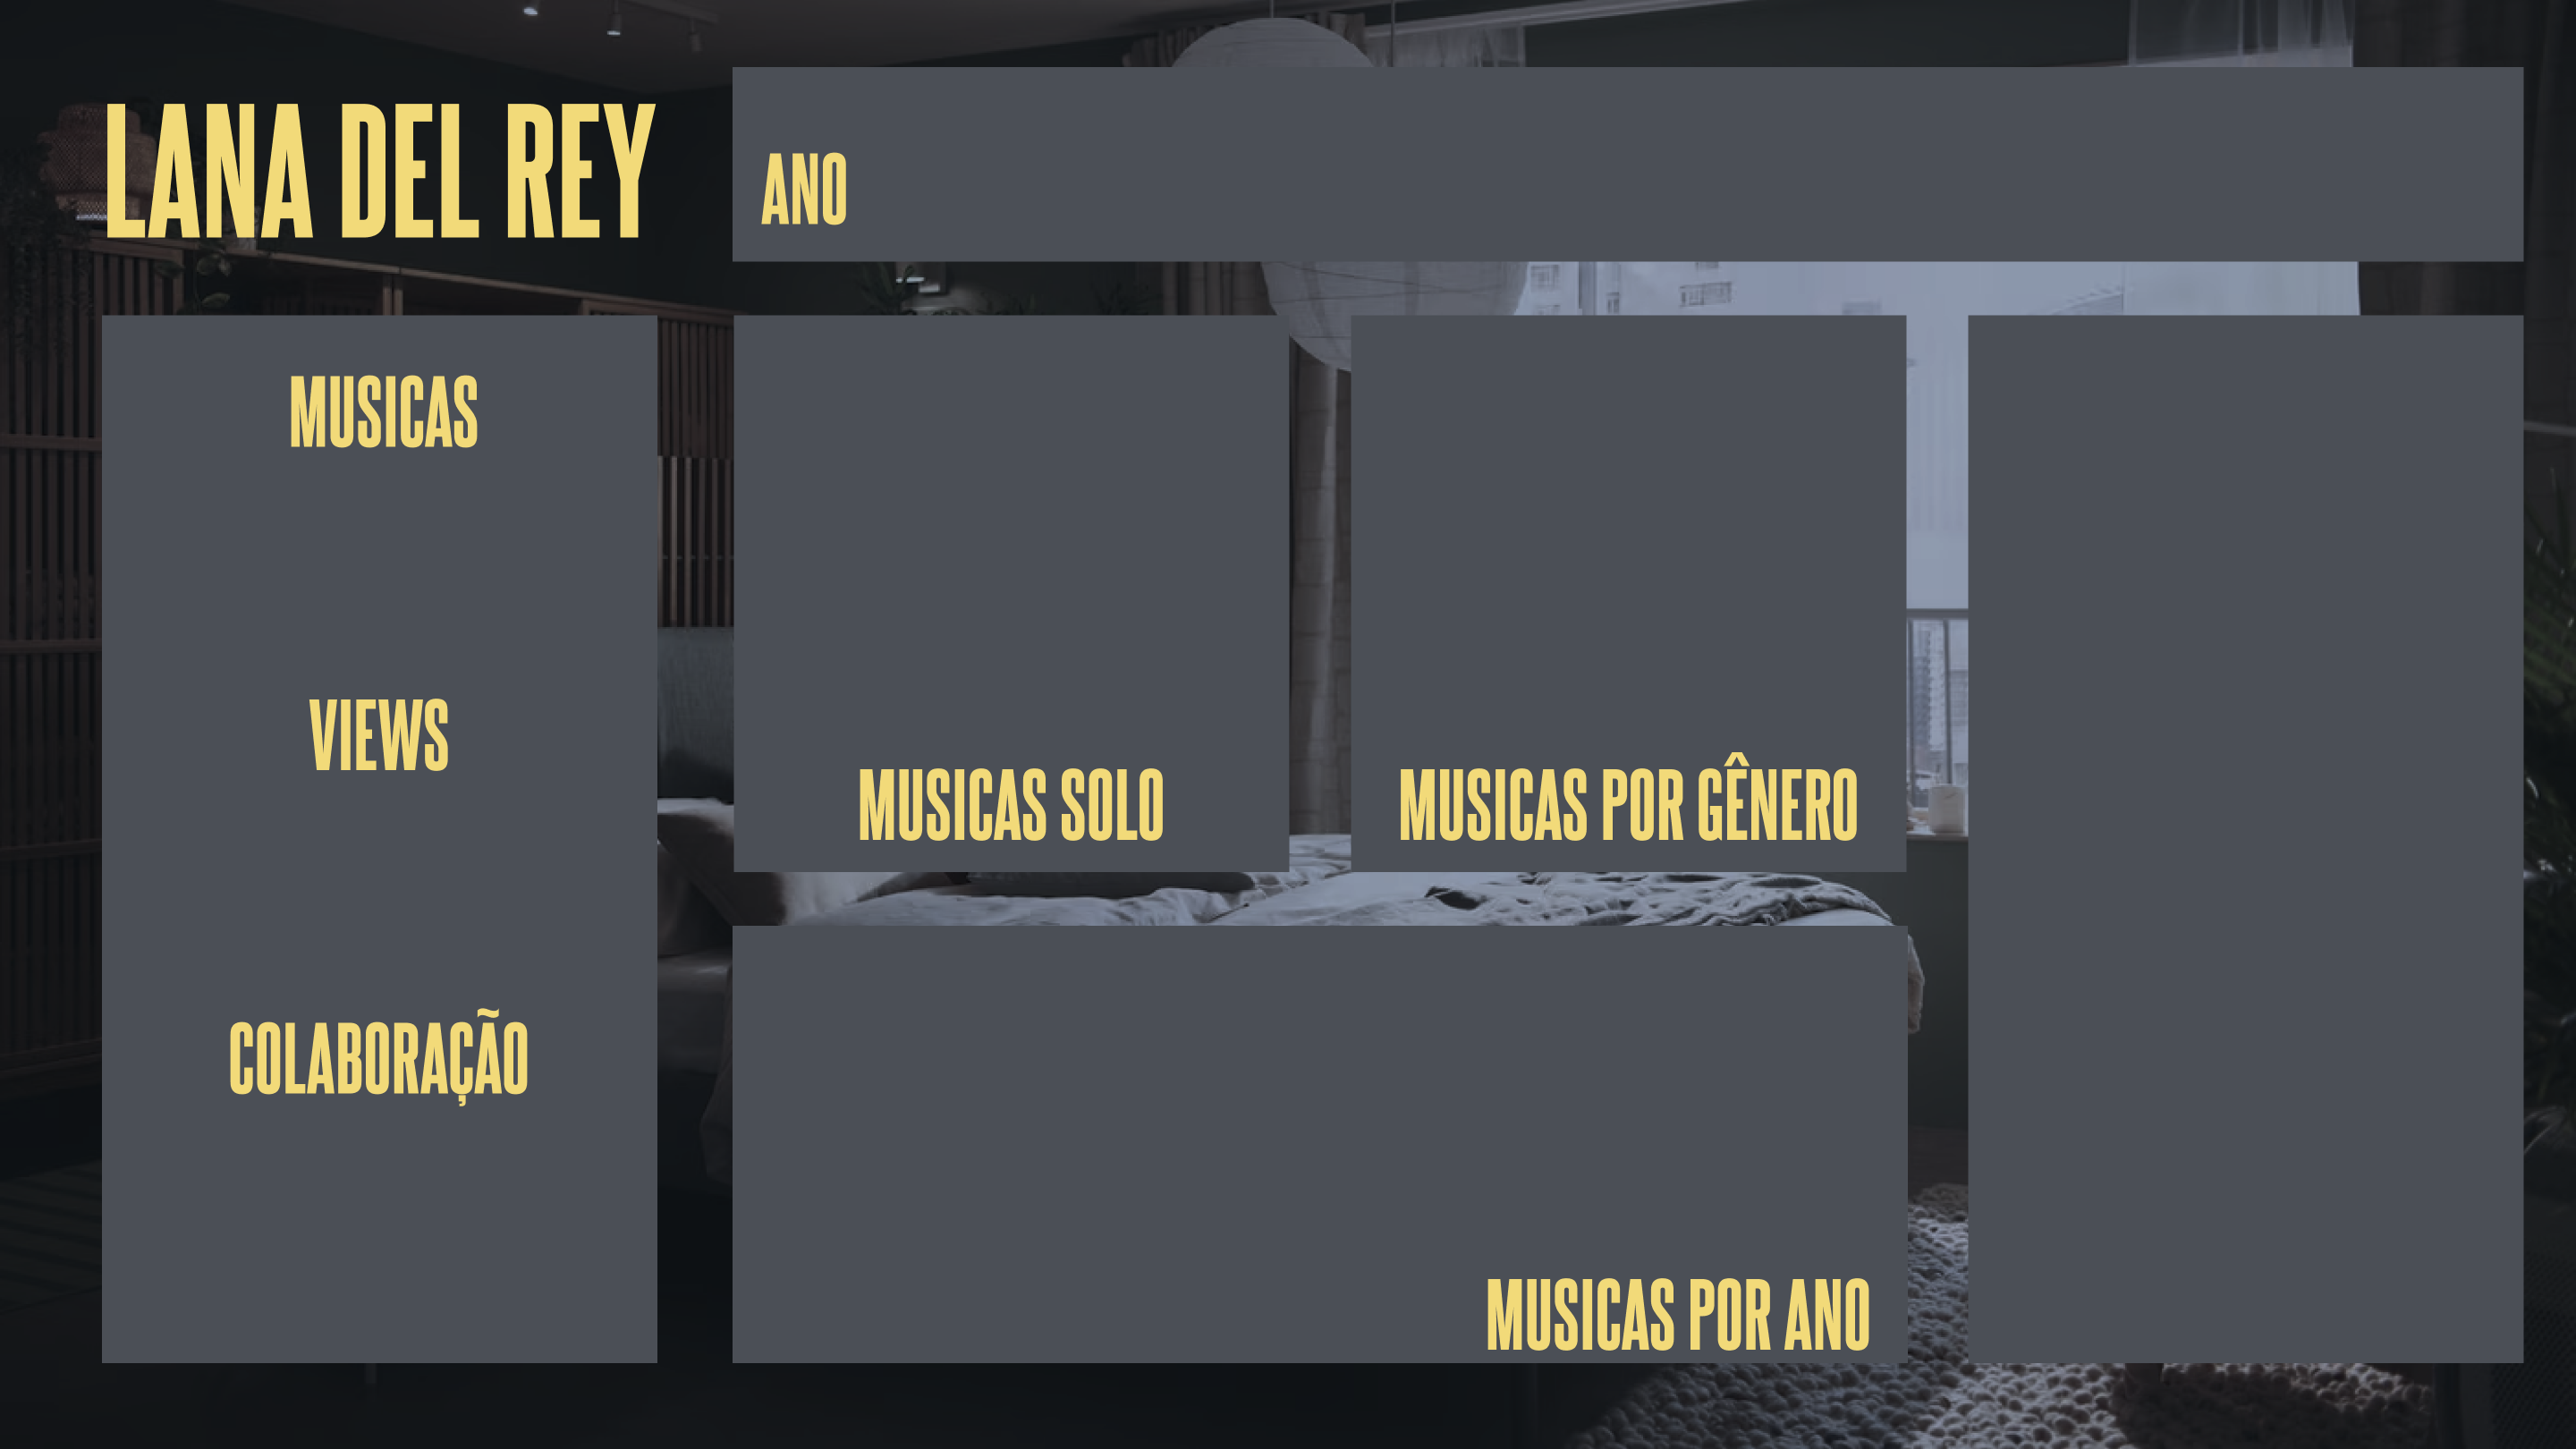 LANA DEL REY
ANO
MUSICAS
VIEWS
COLABORAÇÃO
MUSICAS SOLO
MUSICAS POR GÊNERO
MUSICAS POR ANO